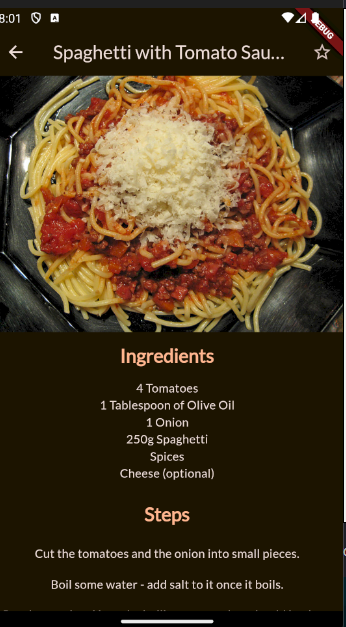 8:01
DEBUG
Spaghetti with Tomato Sau...
Ingredients
4 Tomatoes
1 Tablespoon of Olive Oil
1 Onion
250g Spaghetti
Spices
Cheese (optional)
Steps
Cut the tomatoes and the onion into small pieces.
Boil some water - add salt to it once it boils.